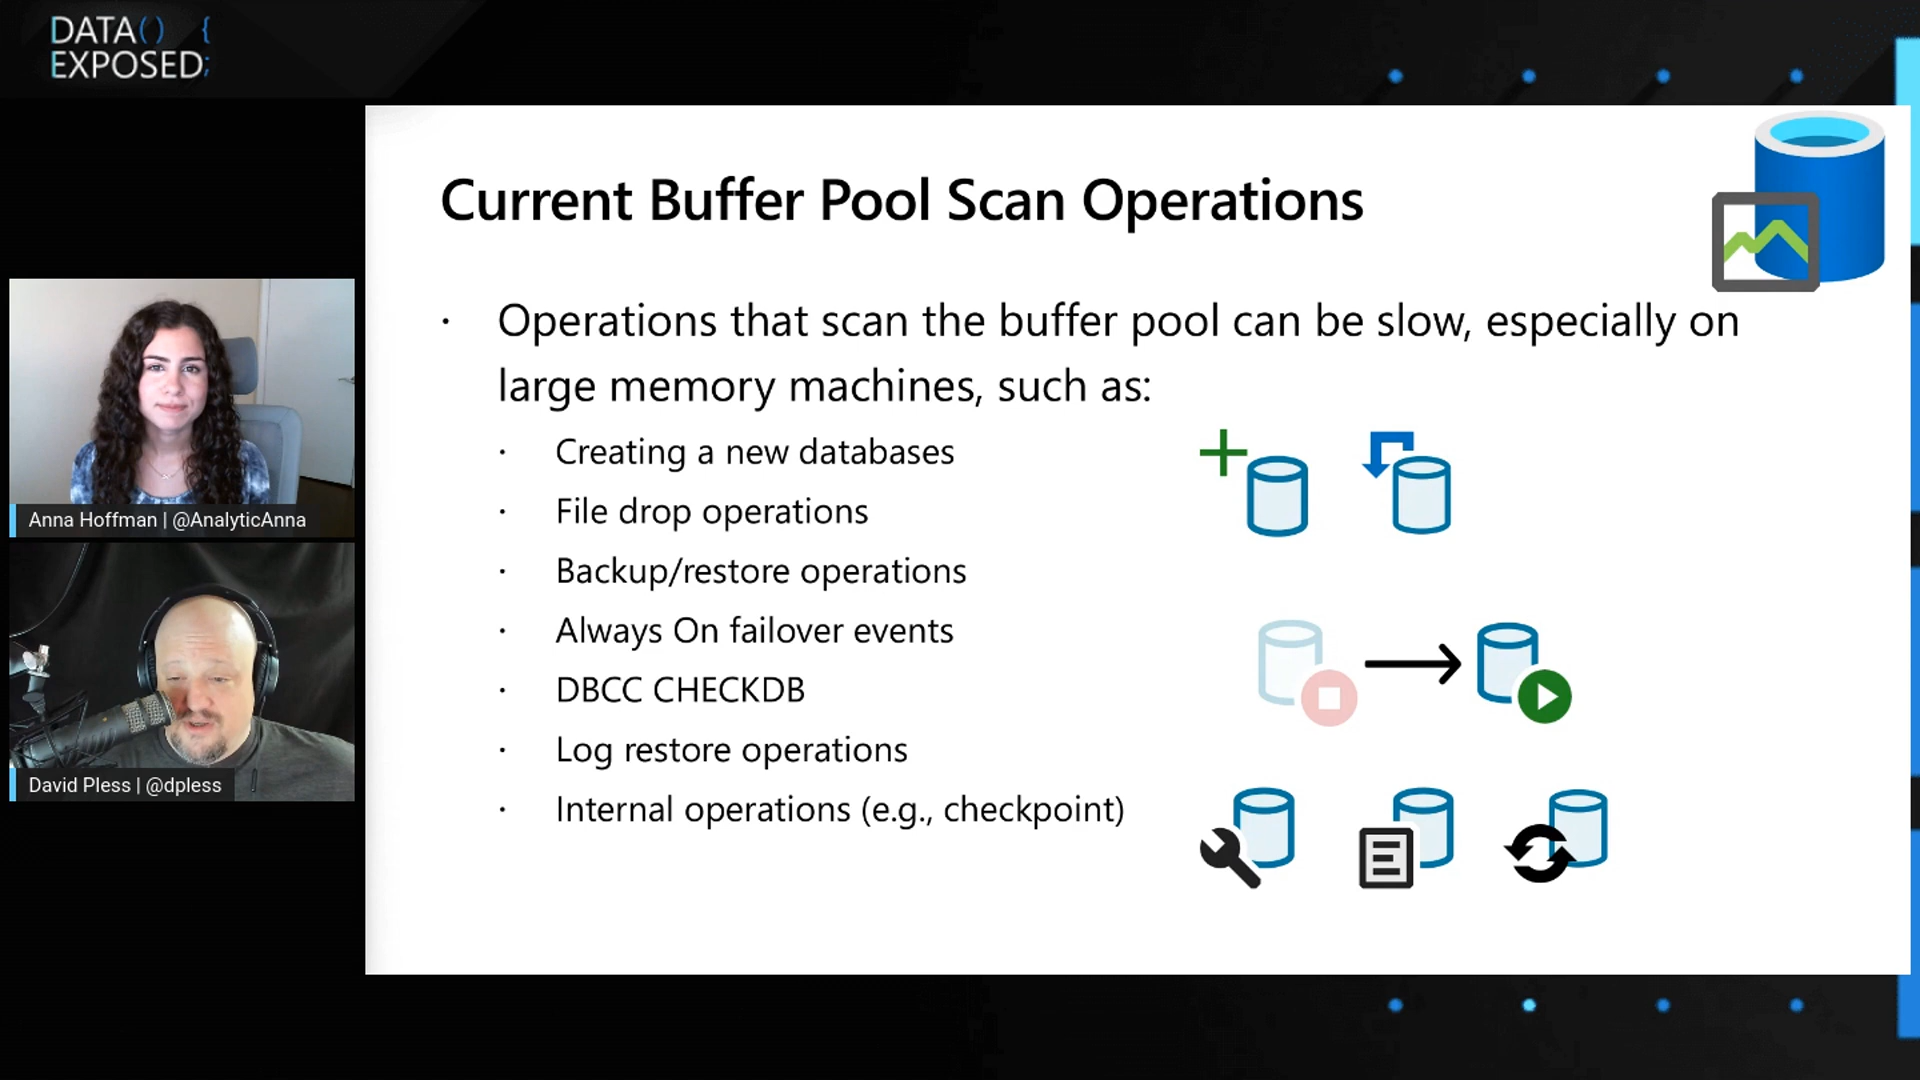 DATA() {
EXPOSED;
Current Buffer Pool Scan Operations
· Operations that scan the buffer pool can be slow, especially on
large memory machines, such as:
· Creating a new databases
· File drop operations
· Backup/restore operations
· Always On failover events
· DBCC CHECKDB
· Log restore operations
· Internal operations (e.g., checkpoint)
Anna Hoffman | @AnalyticAnna
David Pless | @dpless